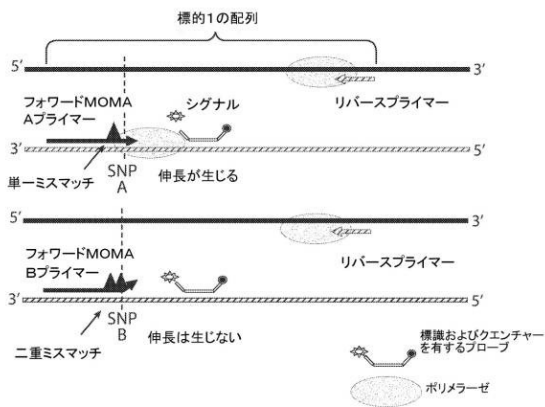 標的1の配列
5’
3’
フォワードMOMA
Aプライマー
シグナル
リバースプライマー
3’
5’
単一ミスマッチ
SNP
A
伸長が生じる
5’
3’
フォワードMOMA
Bプライマー
リバースプライマー
3’
5’
SNP
B
伸長は生じない
二重ミスマッチ
標識およびクエンチャー
を有するプローブ
ポリメラーゼ